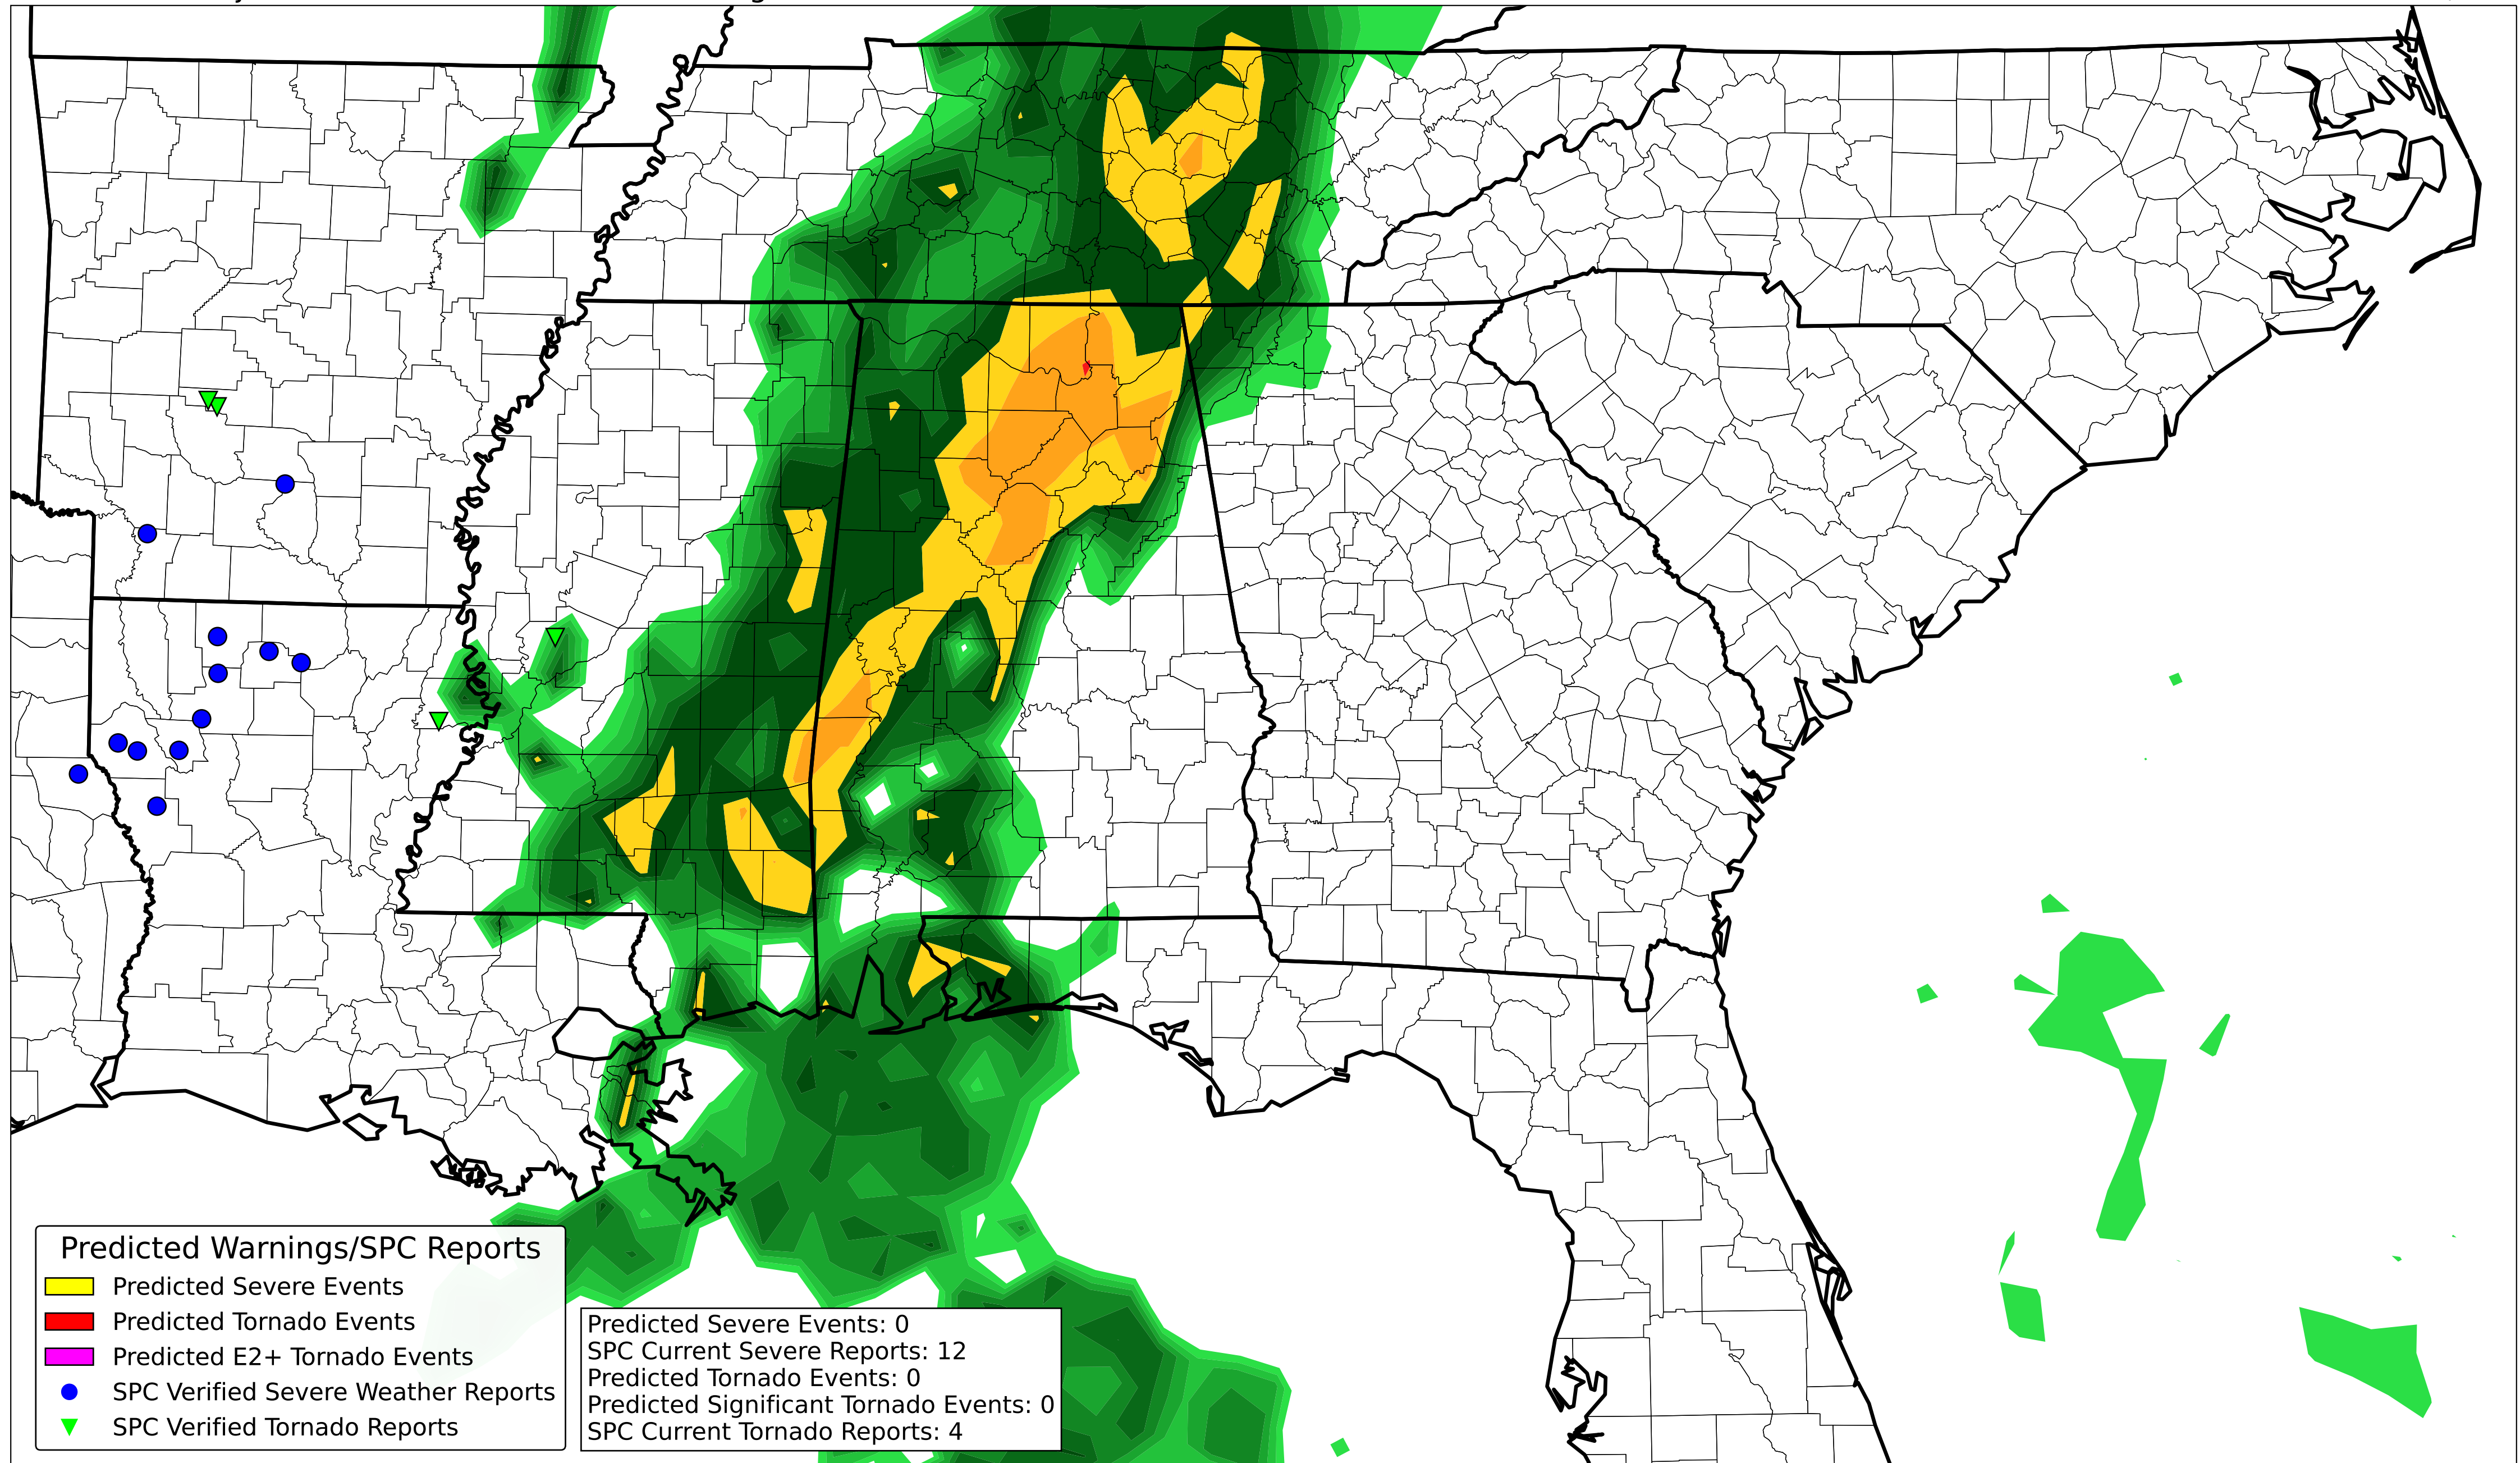 Predicted Warnings/SPC Reports
Predicted Severe Events
Predicted Tornado Events
Predicted E2+ Tornado Events
SPC Verified Severe Weather Reports
SPC Verified Tornado Reports
Predicted Severe Events: 0
SPC Current Severe Reports: 12
Predicted Tornado Events: 0
Predicted Significant Tornado Events: 0
SPC Current Tornado Reports: 4